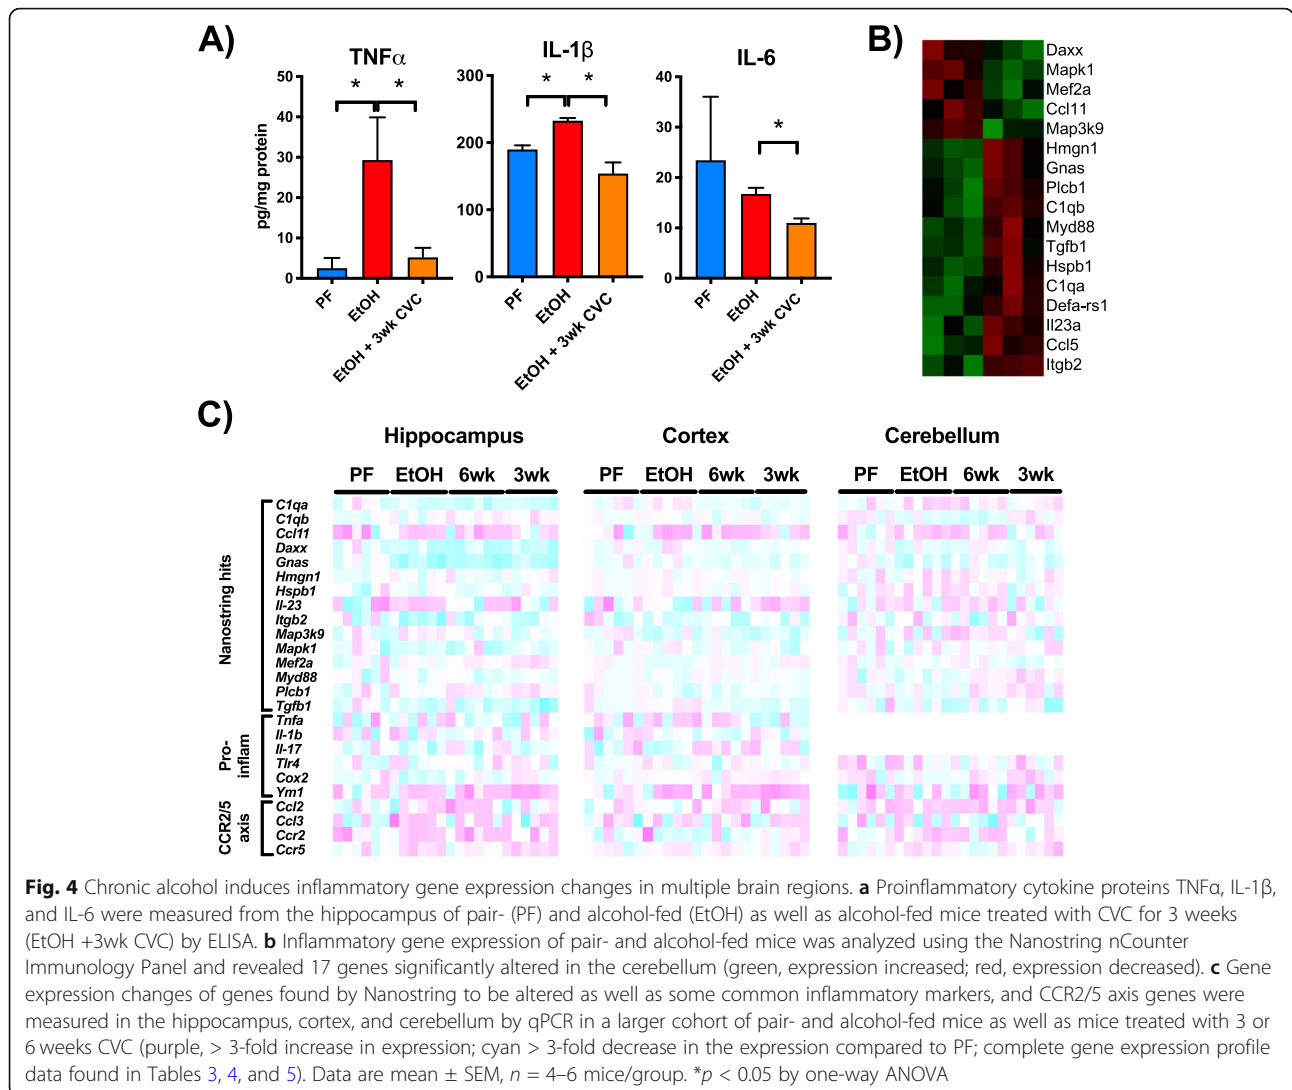 A)
TNFα
IL-1β
IL-6
B)
pg/mg protein
50
40
30
20
10
0
* *
PF
EtOH
EtOH + 3wk CVC
300
200
100
0
* *
PF
EtOH
EtOH + 3wk CVC
40
30
20
10
0
*
PF
EtOH
EtOH + 3wk CVC
Daxx
Mapk1
Mef2a
Ccl11
Map3k9
Hmgn1
Gnas
Plcb1
C1qb
Myd88
Tgfb1
Hspb1
C1qa
Defa-rs1
Il23a
Ccl5
Itgb2
C)
Hippocampus Cortex Cerebellum
PF EtOH 6wk 3wk PF EtOH 6wk 3wk PF EtOH 6wk 3wk
Nanostring hits
C1qa
C1qb
Ccl11
Daxx
Gnas
Hmgn1
Hspb1
Il-23
Itgb2
Map3k9
Mapk1
Mef2a
Myd88
Plcb1
Tgfb1
Pro-
inflam
Tnfa
Il-1b
Il-17
Tlr4
Cox2
Ym1
CCR2/5
axis
Ccl2
Ccl3
Ccr2
Ccr5
Fig. 4 Chronic alcohol induces inflammatory gene expression changes in multiple brain regions. a Proinflammatory cytokine proteins TNFα, IL-1β,
and IL-6 were measured from the hippocampus of pair- (PF) and alcohol-fed (EtOH) as well as alcohol-fed mice treated with CVC for 3 weeks
(EtOH +3wk CVC) by ELISA. b Inflammatory gene expression of pair- and alcohol-fed mice was analyzed using the Nanostring nCounter
Immunology Panel and revealed 17 genes significantly altered in the cerebellum (green, expression increased; red, expression decreased). c Gene
expression changes of genes found by Nanostring to be altered as well as some common inflammatory markers, and CCR2/5 axis genes were
measured in the hippocampus, cortex, and cerebellum by qPCR in a larger cohort of pair- and alcohol-fed mice as well as mice treated with 3 or
6 weeks CVC (purple, > 3-fold increase in expression; cyan > 3-fold decrease in the expression compared to PF; complete gene expression profile
data found in Tables 3, 4, and 5). Data are mean ± SEM, n = 4–6 mice/group. *p < 0.05 by one-way ANOVA